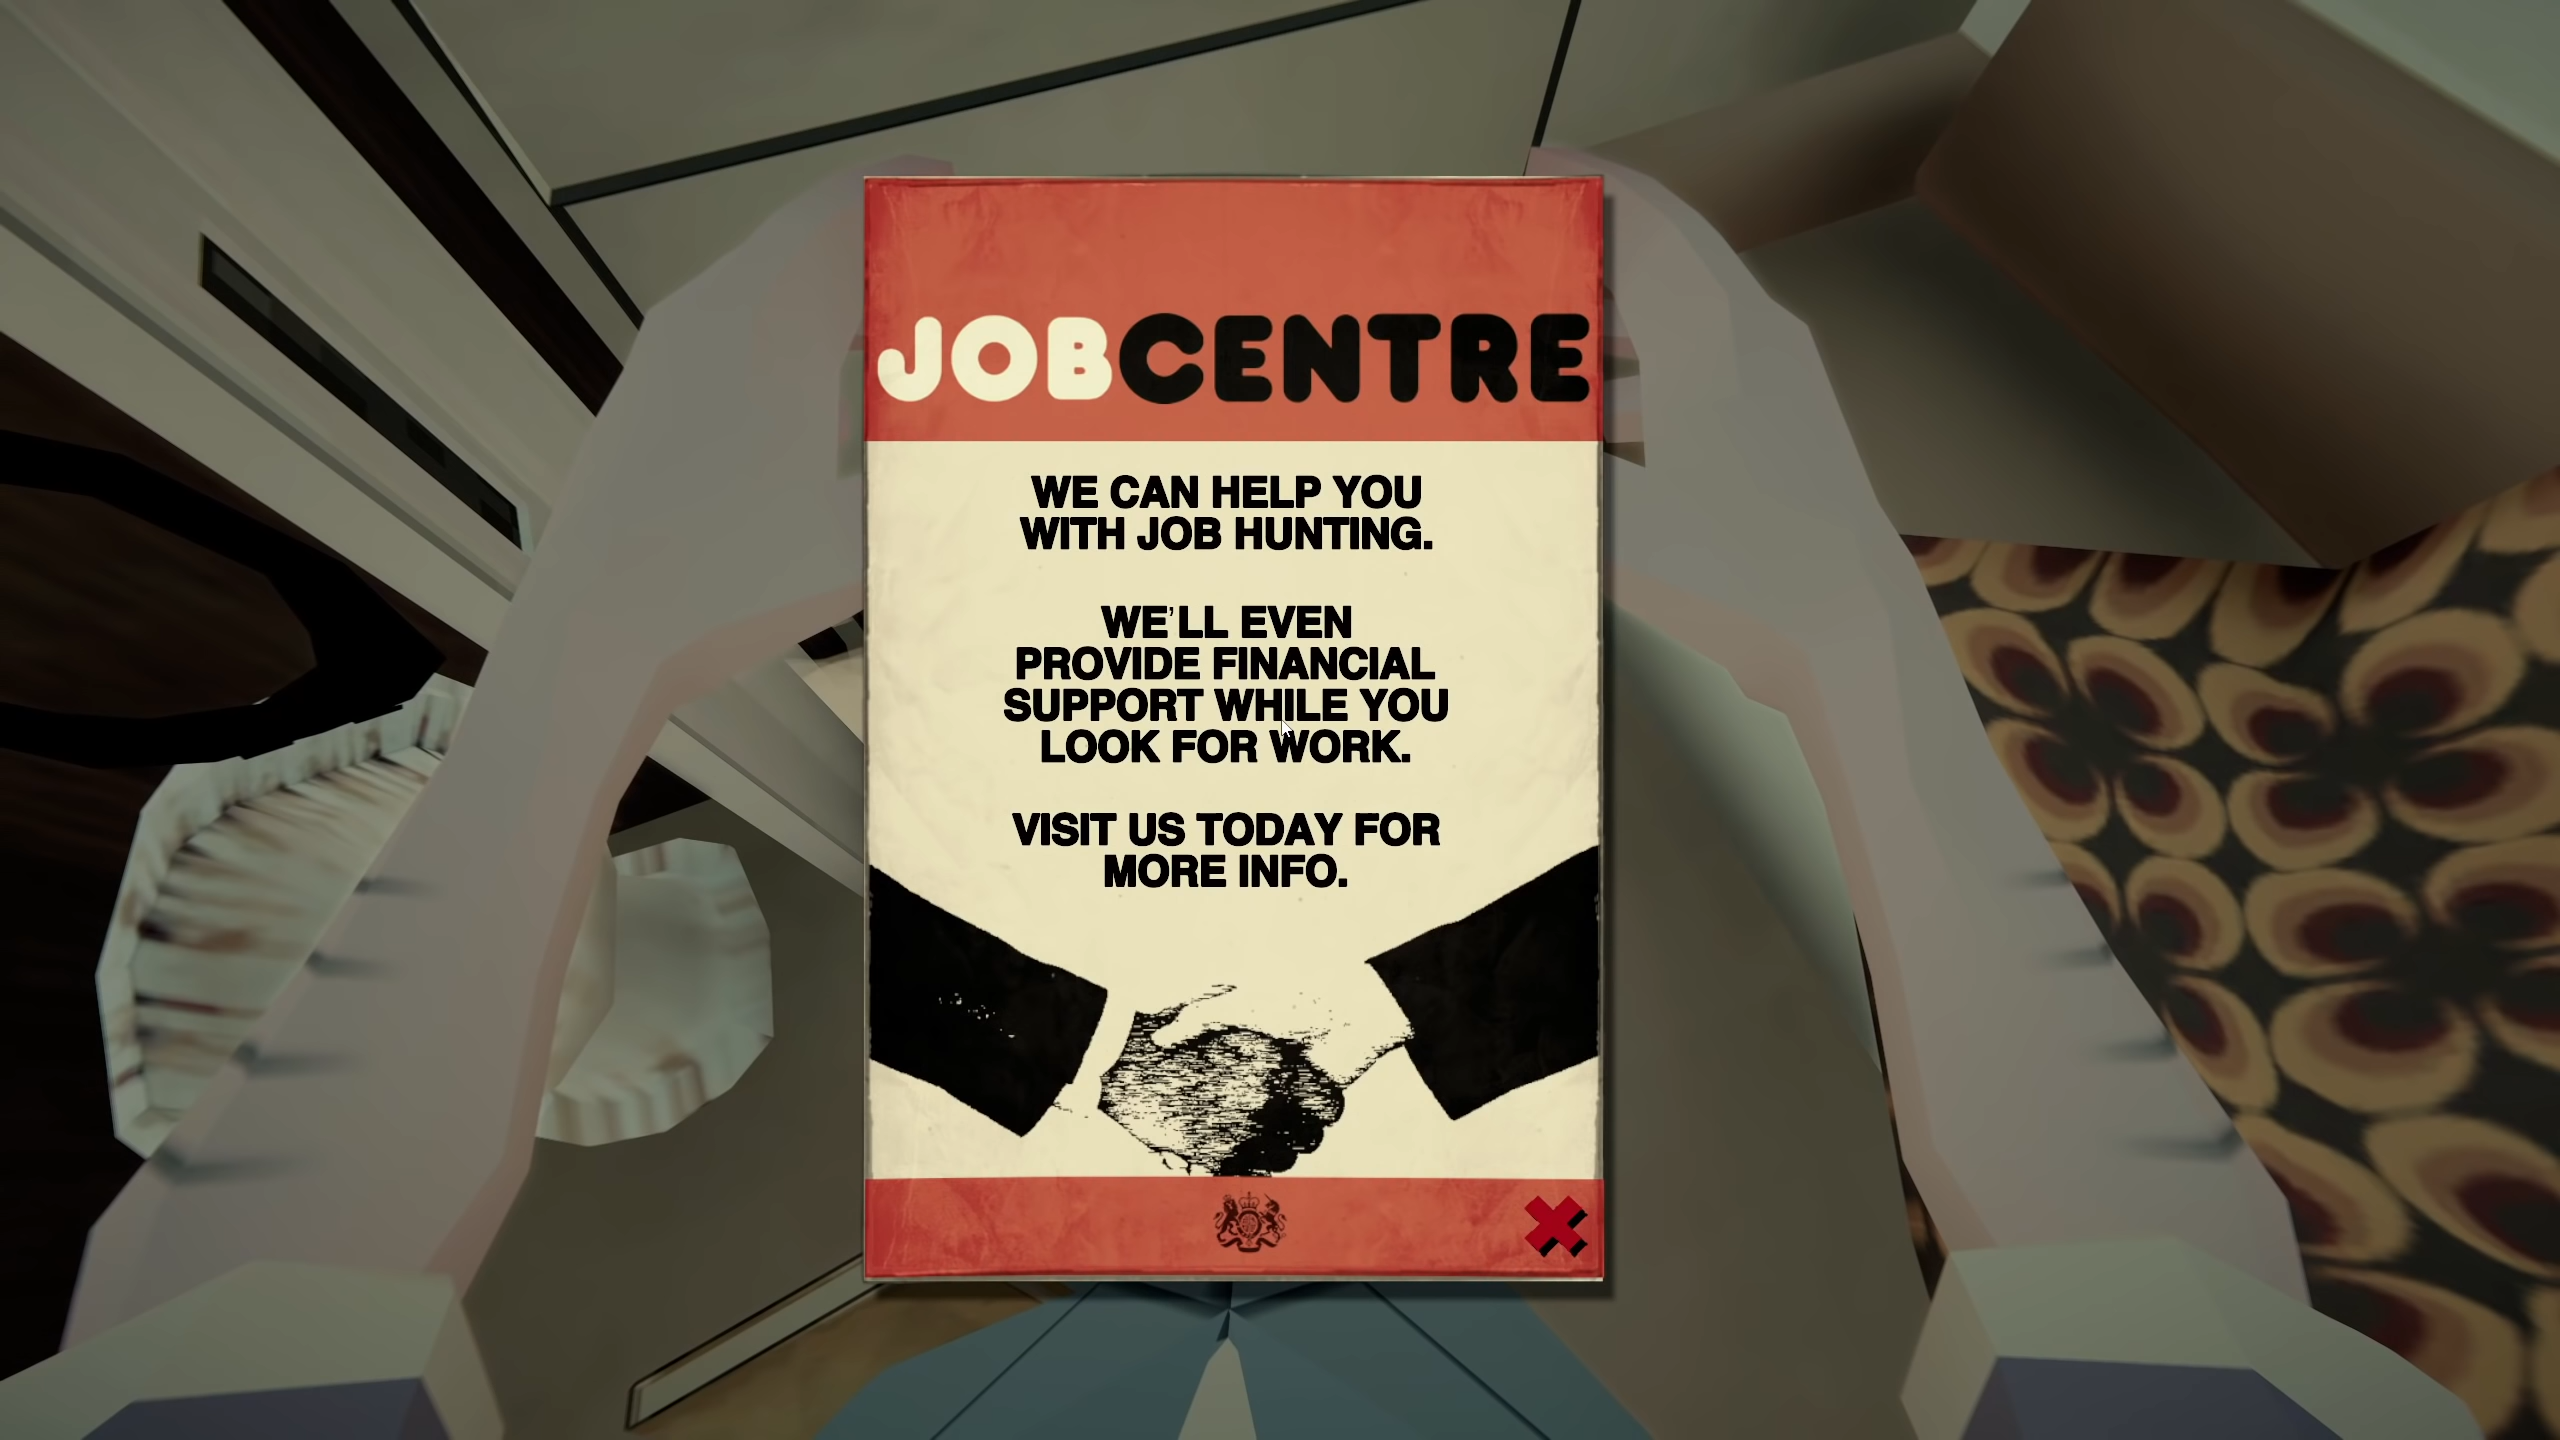 JOBCENTRE
WE CAN HELP YOU
WITH JOB HUNTING.
WE'LL EVEN
PROVIDE FINANCIAL
SUPPORT WHILE YOU
LOOK FOR WORK.
VISIT US TODAY FOR
MORE INFO.